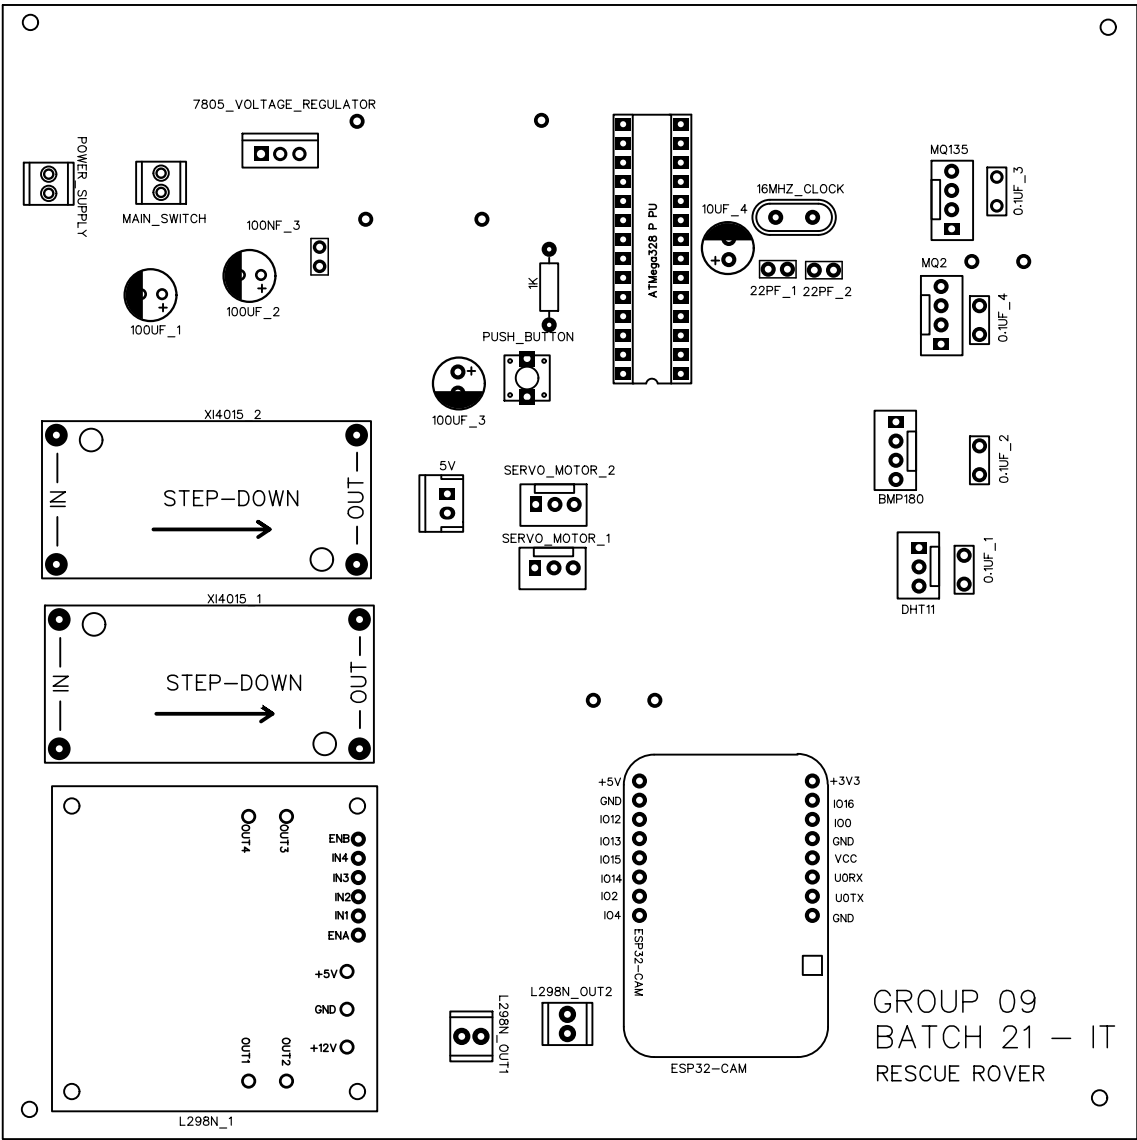 7805_VOLTAGE_REGULATOR
POWER_SUPPLY
MAIN_SWITCH
100NF_3
100UF_1
+
100UF_2
+
1K
PUSH_BUTTON
100UF_3
+
ATMega328 P PU
10UF_4
+
16MHZ_CLOCK
22PF_1
22PF_2
MQ135
0.1UF_3
MQ2
0.1UF_4
XI4015_2
IN
STEP-DOWN
OUT
5V
SERVO_MOTOR_2
SERVO_MOTOR_1
BMP180
0.1UF_2
DHT11
0.1UF_1
XI4015_1
IN
STEP-DOWN
OUT
OUT4
OUT3
ENB
IN4
IN3
IN2
IN1
ENA
+5V
GND
+12V
OUT1
OUT2
L298N_1
L298N_OUT1
L298N_OUT2
+5V
GND
IO12
IO13
IO15
IO14
IO2
IO4
+3V3
IO16
IO0
GND
VCC
U0RX
U0TX
GND
ESP32-CAM
ESP32-CAM
GROUP 09
BATCH 21 - IT
RESCUE ROVER